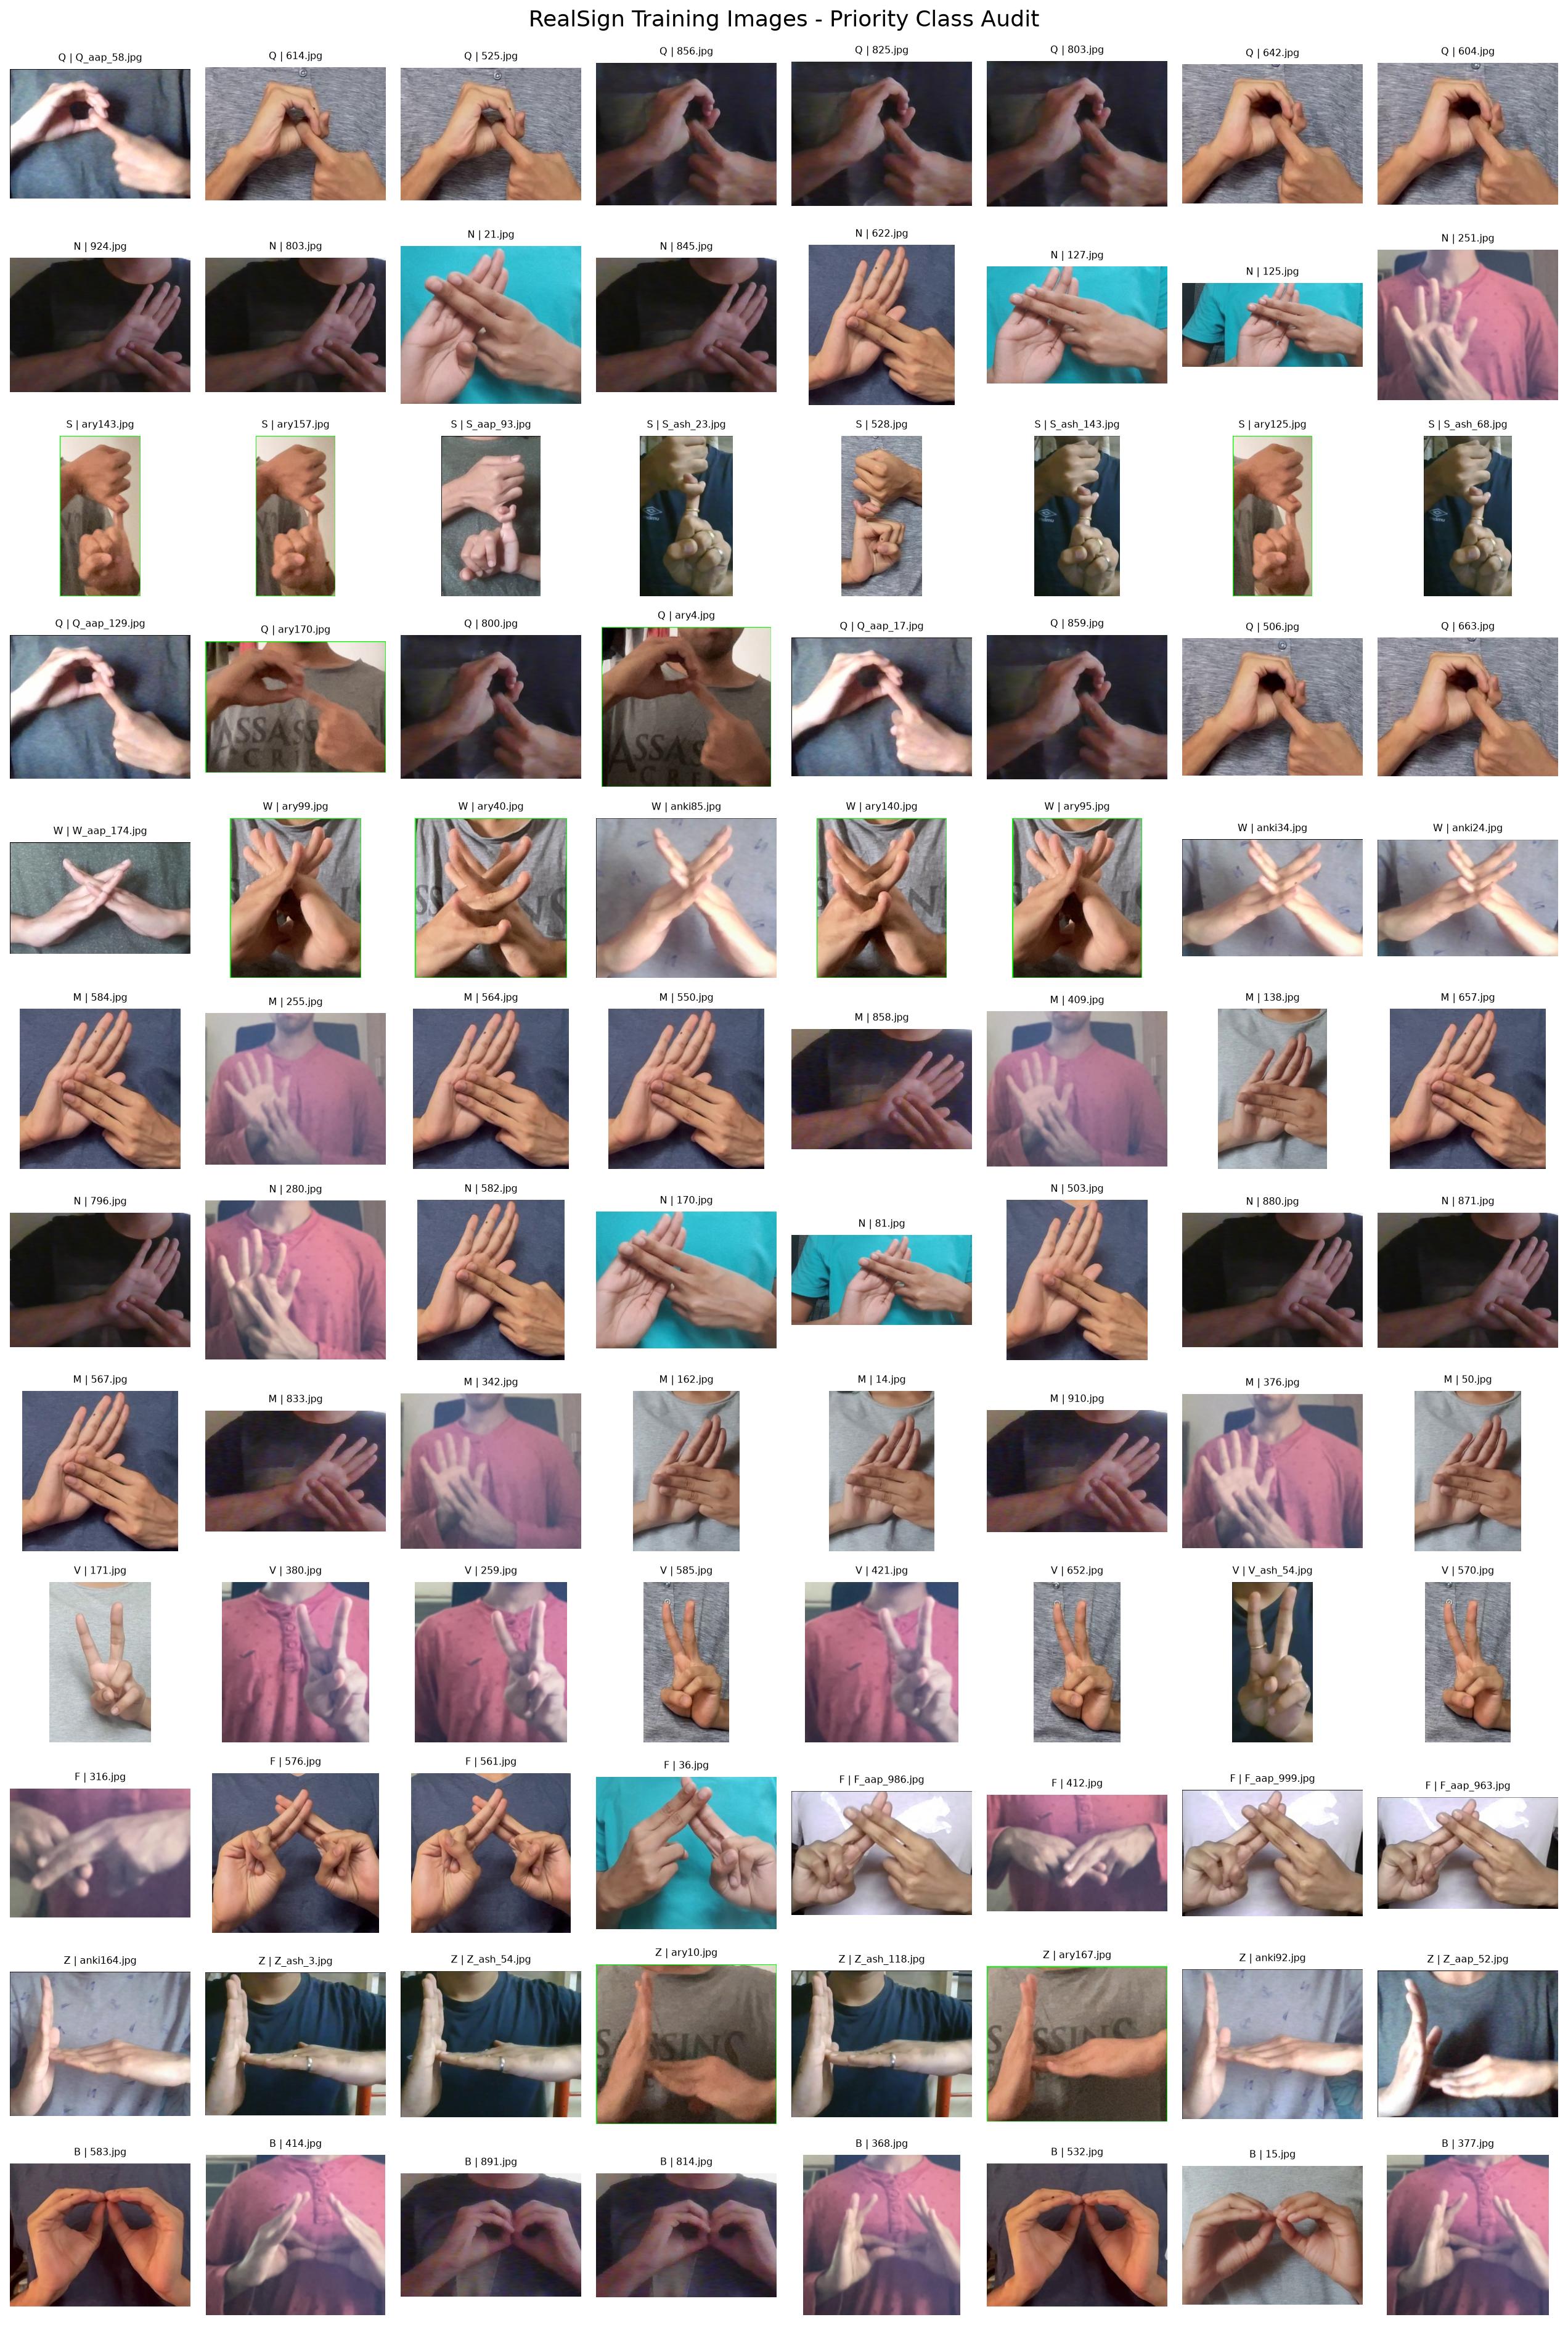 RealSign Training Images - Priority Class Audit
Q | Q_aap_58.jpg
Q | 614.jpg
Q | 525.jpg
Q | 856.jpg
Q | 825.jpg
Q | 803.jpg
Q | 642.jpg
Q | 604.jpg
N | 924.jpg
N | 803.jpg
N | 21.jpg
N | 845.jpg
N | 622.jpg
N | 127.jpg
N | 125.jpg
N | 251.jpg
S | ary143.jpg
S | ary157.jpg
S | S_aap_93.jpg
S | S_ash_23.jpg
S | 528.jpg
S | S_ash_143.jpg
S | ary125.jpg
S | S_ash_68.jpg
Q | Q_aap_129.jpg
Q | ary170.jpg
Q | 800.jpg
Q | ary4.jpg
Q | Q_aap_17.jpg
Q | 859.jpg
Q | 506.jpg
Q | 663.jpg
W | W_aap_174.jpg
W | ary99.jpg
W | ary40.jpg
W | anki85.jpg
W | ary140.jpg
W | ary95.jpg
W | anki34.jpg
W | anki24.jpg
M | 584.jpg
M | 255.jpg
M | 564.jpg
M | 550.jpg
M | 858.jpg
M | 409.jpg
M | 138.jpg
M | 657.jpg
N | 796.jpg
N | 280.jpg
N | 582.jpg
N | 170.jpg
N | 81.jpg
N | 503.jpg
N | 880.jpg
N | 871.jpg
M | 567.jpg
M | 833.jpg
M | 342.jpg
M | 162.jpg
M | 14.jpg
M | 910.jpg
M | 376.jpg
M | 50.jpg
V | 171.jpg
V | 380.jpg
V | 259.jpg
V | 585.jpg
V | 421.jpg
V | 652.jpg
V | V_ash_54.jpg
V | 570.jpg
F | 316.jpg
F | 576.jpg
F | 561.jpg
F | 36.jpg
F | F_aap_986.jpg
F | 412.jpg
F | F_aap_999.jpg
F | F_aap_963.jpg
Z | anki164.jpg
Z | Z_ash_3.jpg
Z | Z_ash_54.jpg
Z | ary10.jpg
Z | Z_ash_118.jpg
Z | ary167.jpg
Z | anki92.jpg
Z | Z_aap_52.jpg
B | 583.jpg
B | 414.jpg
B | 891.jpg
B | 814.jpg
B | 368.jpg
B | 532.jpg
B | 15.jpg
B | 377.jpg